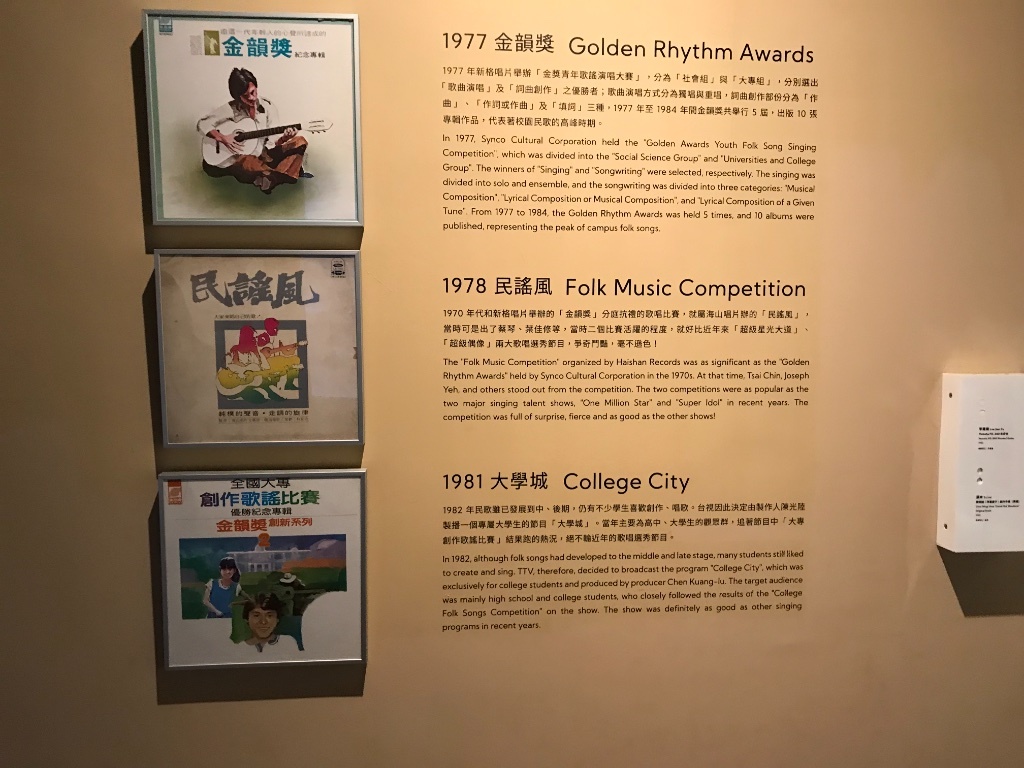 金韻獎
紀念專輯
民謠風
全國大專
創作歌謠比賽
優勝紀念專輯
金韻獎 創新系列
1977 金韻獎 Golden Rhythm Awards
1977 年新格唱片舉辦「金獎青年歌謠演唱大賽」，分為「社會組」與「大專組」，分別選出
「歌曲演唱」及「詞曲創作」之優勝者；歌曲演唱方式分為獨唱與重唱，詞曲創作部份分為「作
曲」、「作詞或作曲」及「填詞」三種，1977 年至 1984 年間金韻獎共舉行 5 屆，出版 10 張
專輯作品，代表著校園民歌的高峰時期。
In 1977, Synco Cultural Corporation held the "Golden Awards Youth Folk Song Singing
Competition", which was divided into the "Social Science Group" and "Universities and College
Group". The winners of "Singing" and "Songwriting" were selected, respectively. The singing was
divided into solo and ensemble, and the songwriting was divided into three categories: "Musical
Composition", "Lyrical Composition or Musical Composition", and "Lyrical Composition of a Given
Tune". From 1977 to 1984, the Golden Rhythm Awards was held 5 times, and 10 albums were
published, representing the peak of campus folk songs.
1978 民謠風 Folk Music Competition
1970 年代和新格唱片舉辦的「金韻獎」分庭抗禮的歌唱比賽，就屬海山唱片辦的「民謠風」，
當時可是出了蔡琴、葉佳修等，當時二個比賽活躍的程度，就好比近年來「超級星光大道」、
「超級偶像」兩大歌唱選秀節目，爭奇鬥豔，毫不遜色！
The "Folk Music Competition" organized by Haishan Records was as significant as the "Golden
Rhythm Awards" held by Synco Cultural Corporation in the 1970s. At that time, Tsai Chin, Joseph
Yeh, and others stood out from the competition. The two competitions were as popular as the
two major singing talent shows, "One Million Star" and "Super Idol" in recent years. The
competition was full of surprise, fierce and as good as the other shows!
1981 大學城 College City
1982 年民歌雖已發展到中、後期，仍有不少學生喜歡創作、唱歌。台視因此決定由製作人陳光陸
製播一個專屬大學生的節目「大學城」。當年主要為高中、大學生的觀眾群，追著節目中「大專
創作歌謠比賽」結果跑的熱況，絕不輸近年的歌唱選秀節目。
In 1982, although folk songs had developed to the middle and late stage, many students still liked
to create and sing. TTV, therefore, decided to broadcast the program "College City", which was
exclusively for college students and produced by producer Chen Kuang-lu. The target audience
was mainly high school and college students, who closely followed the results of the "College
Folk Songs Competition" on the show. The show was definitely as good as other singing
programs in recent years.